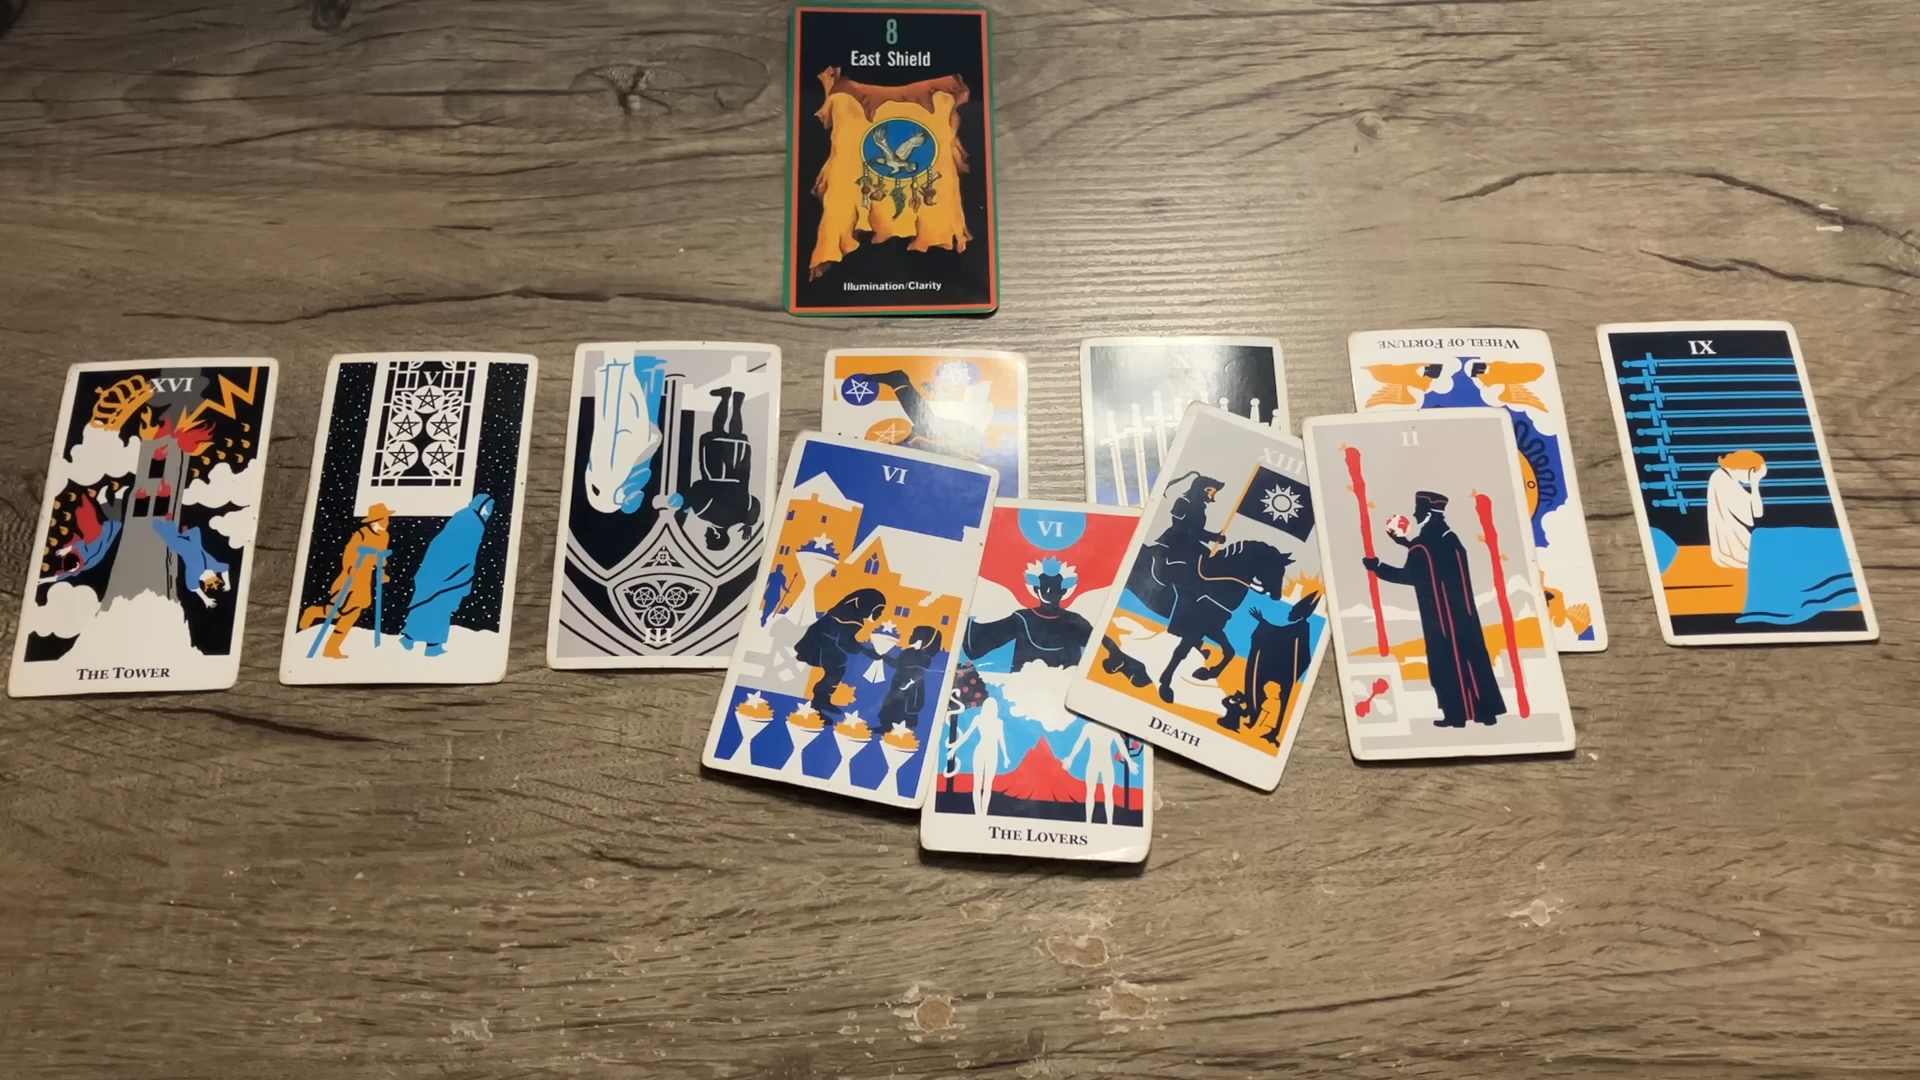 8
East Shield
Illumination/Clarity
XVI
THE TOWER
V
III
VI
VI
THE LOVERS
X
XIII
DEATH
WHEEL OF FORTUNE
II
IX